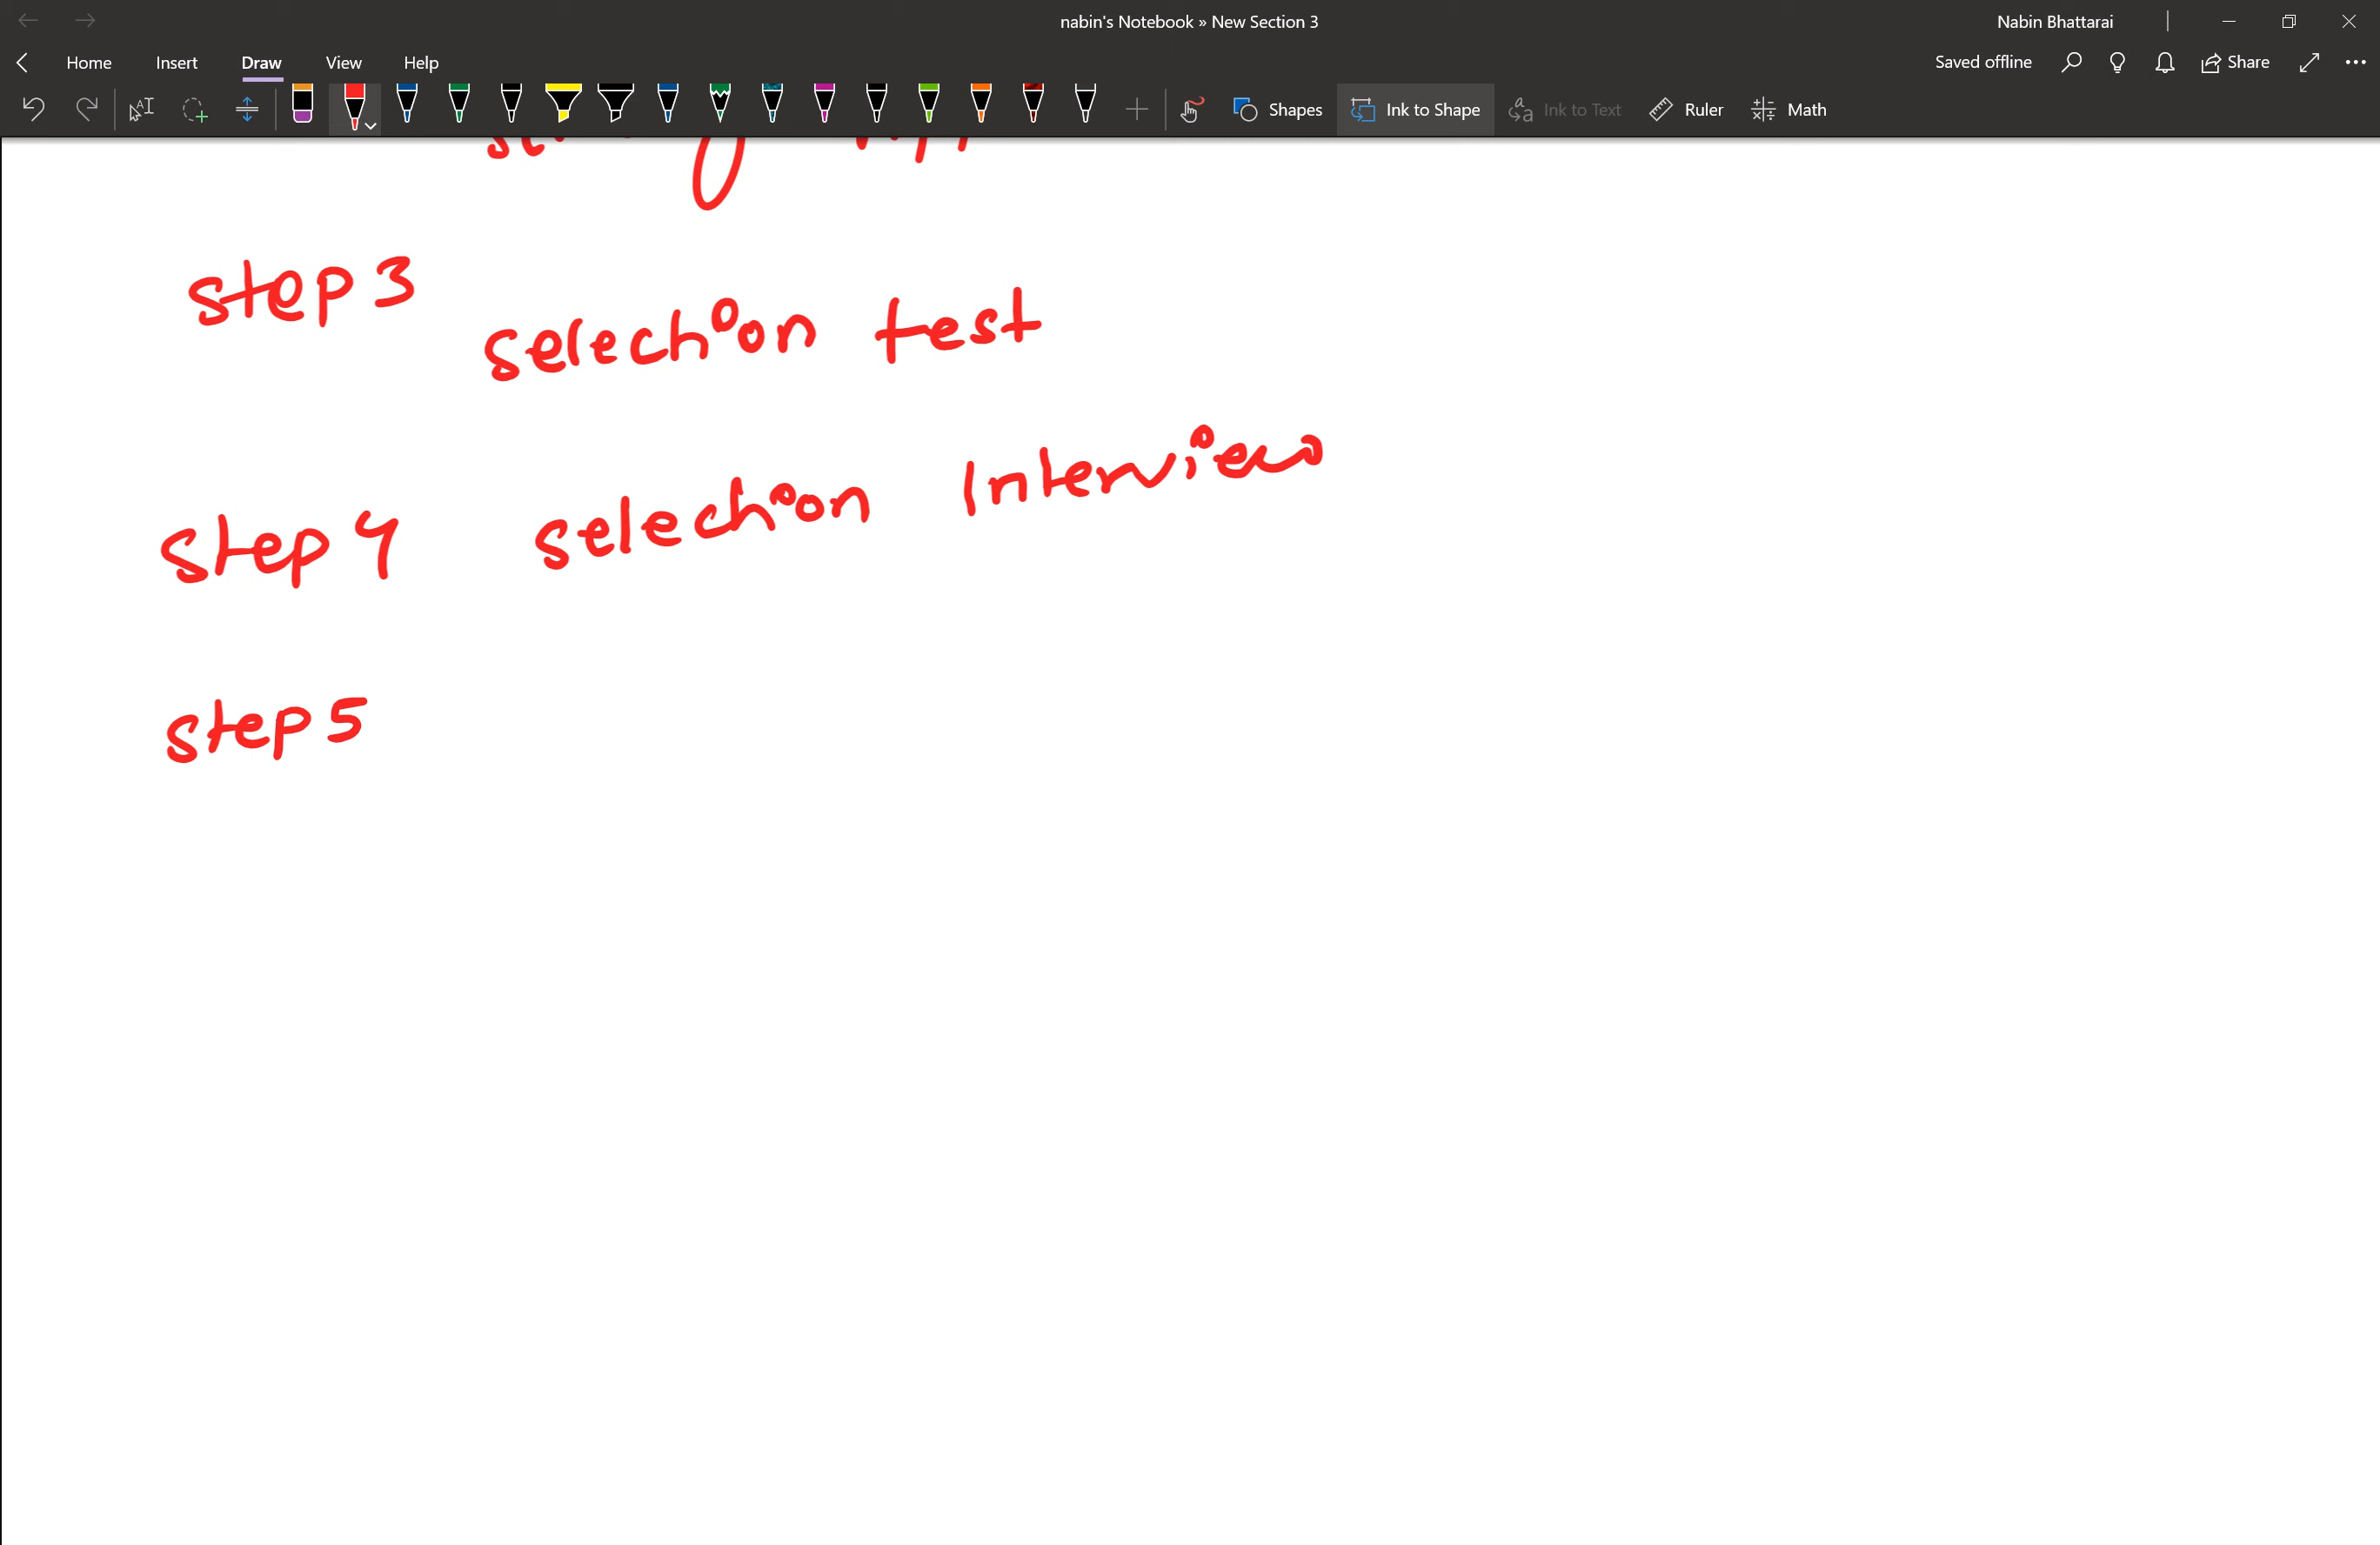 nabin's Notebook » New Section 3
Nabin Bhattarai
Home Insert Draw View Help
Saved offline
Share
Shapes
Ink to Shape
Ink to Text
Ruler
Math
step 3
selection test
step 4 selection Interview
step 5